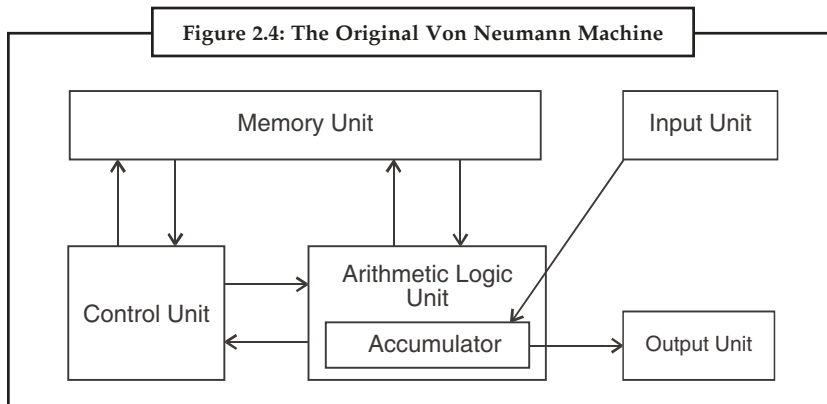 Figure 2.4: The Original Von Neumann Machine
Memory Unit
Input Unit
Control Unit
Arithmetic Logic
Unit
Accumulator
Output Unit